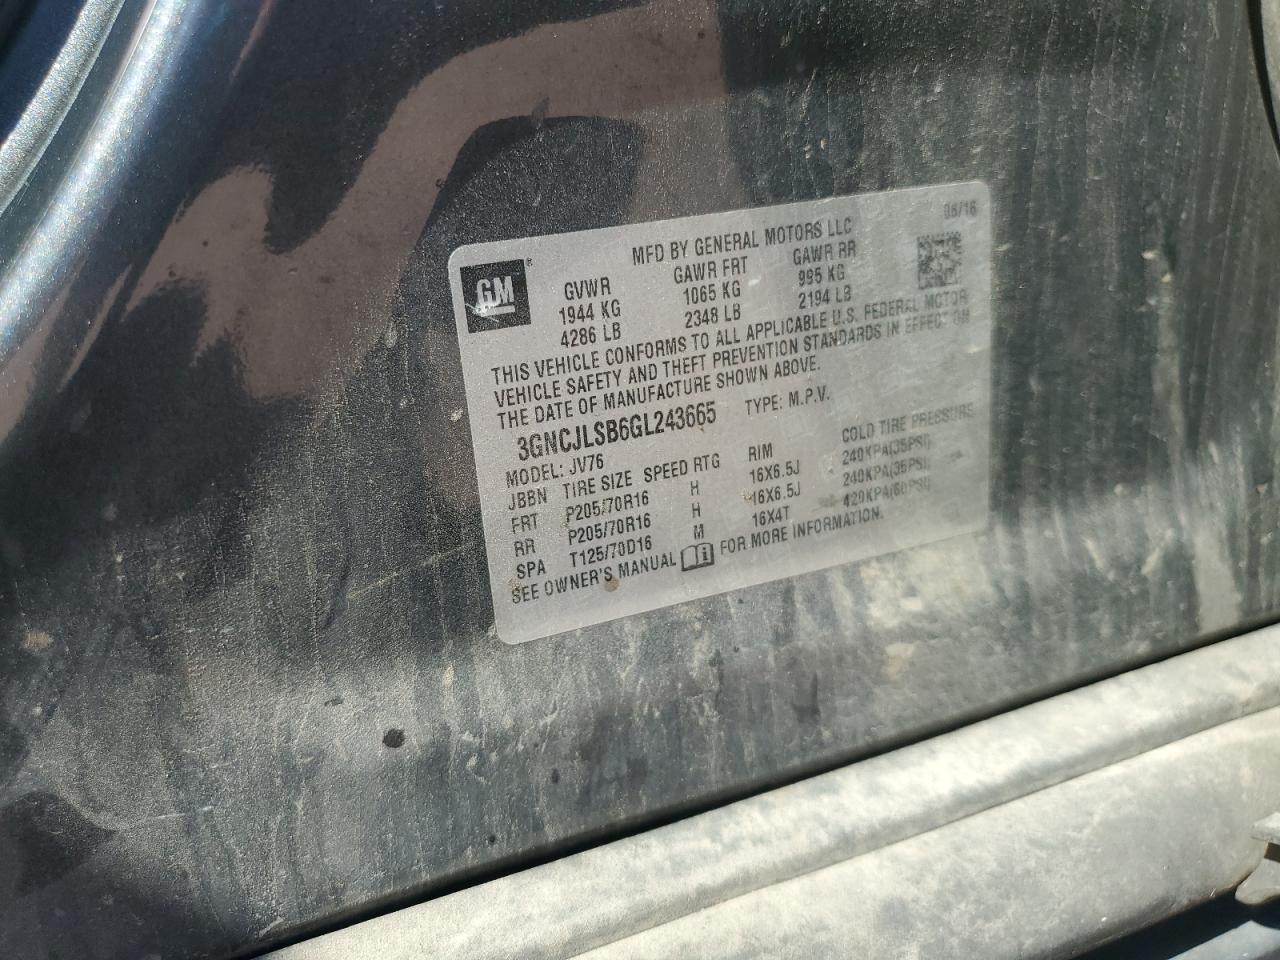 06/16
MFD BY GENERAL MOTORS LLC
GM ®
GVWR GAWR FRT GAWR RR
1944 KG 1065 KG 995 KG
4286 LB 2348 LB 2194 LB
THIS VEHICLE CONFORMS TO ALL APPLICABLE U.S. FEDERAL MOTOR
VEHICLE SAFETY AND THEFT PREVENTION STANDARDS IN EFFECT ON
THE DATE OF MANUFACTURE SHOWN ABOVE.
3GNCJLSB6GL243665 TYPE: M.P.V.
MODEL: JV76
JBBN TIRE SIZE SPEED RTG RIM COLD TIRE PRESSURE
FRT P205/70R16 H 16X6.5J 240KPA(35PSI)
RR P205/70R16 H 16X6.5J 240KPA(35PSI)
SPA T125/70D16 M 16X4T 420KPA(60PSI)
SEE OWNER'S MANUAL FOR MORE INFORMATION.